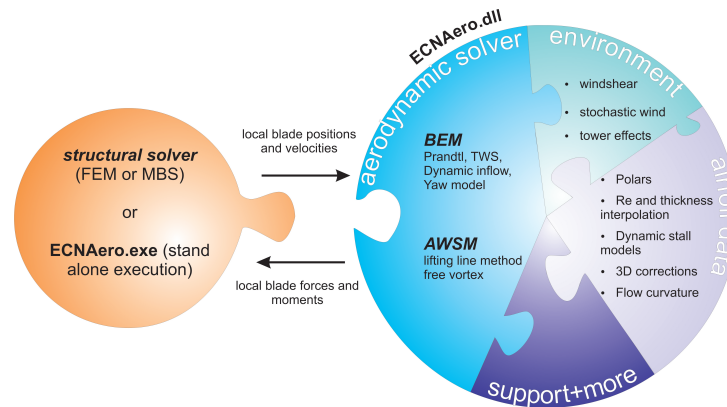 structural solver
(FEM or MBS)
or
ECNAero.exe (stand
alone execution)
local blade positions
and velocities
local blade forces and
moments
ECNAero.dll
aerodynamic solver
BEM
Prandtl, TWS,
Dynamic inflow,
Yaw model
AWSM
lifting line method
free vortex
environment
• windshear
• stochastic wind
• tower effects
airfoil data
• Polars
• Re and thickness
interpolation
• Dynamic stall
models
• 3D corrections
• Flow curvature
support+more